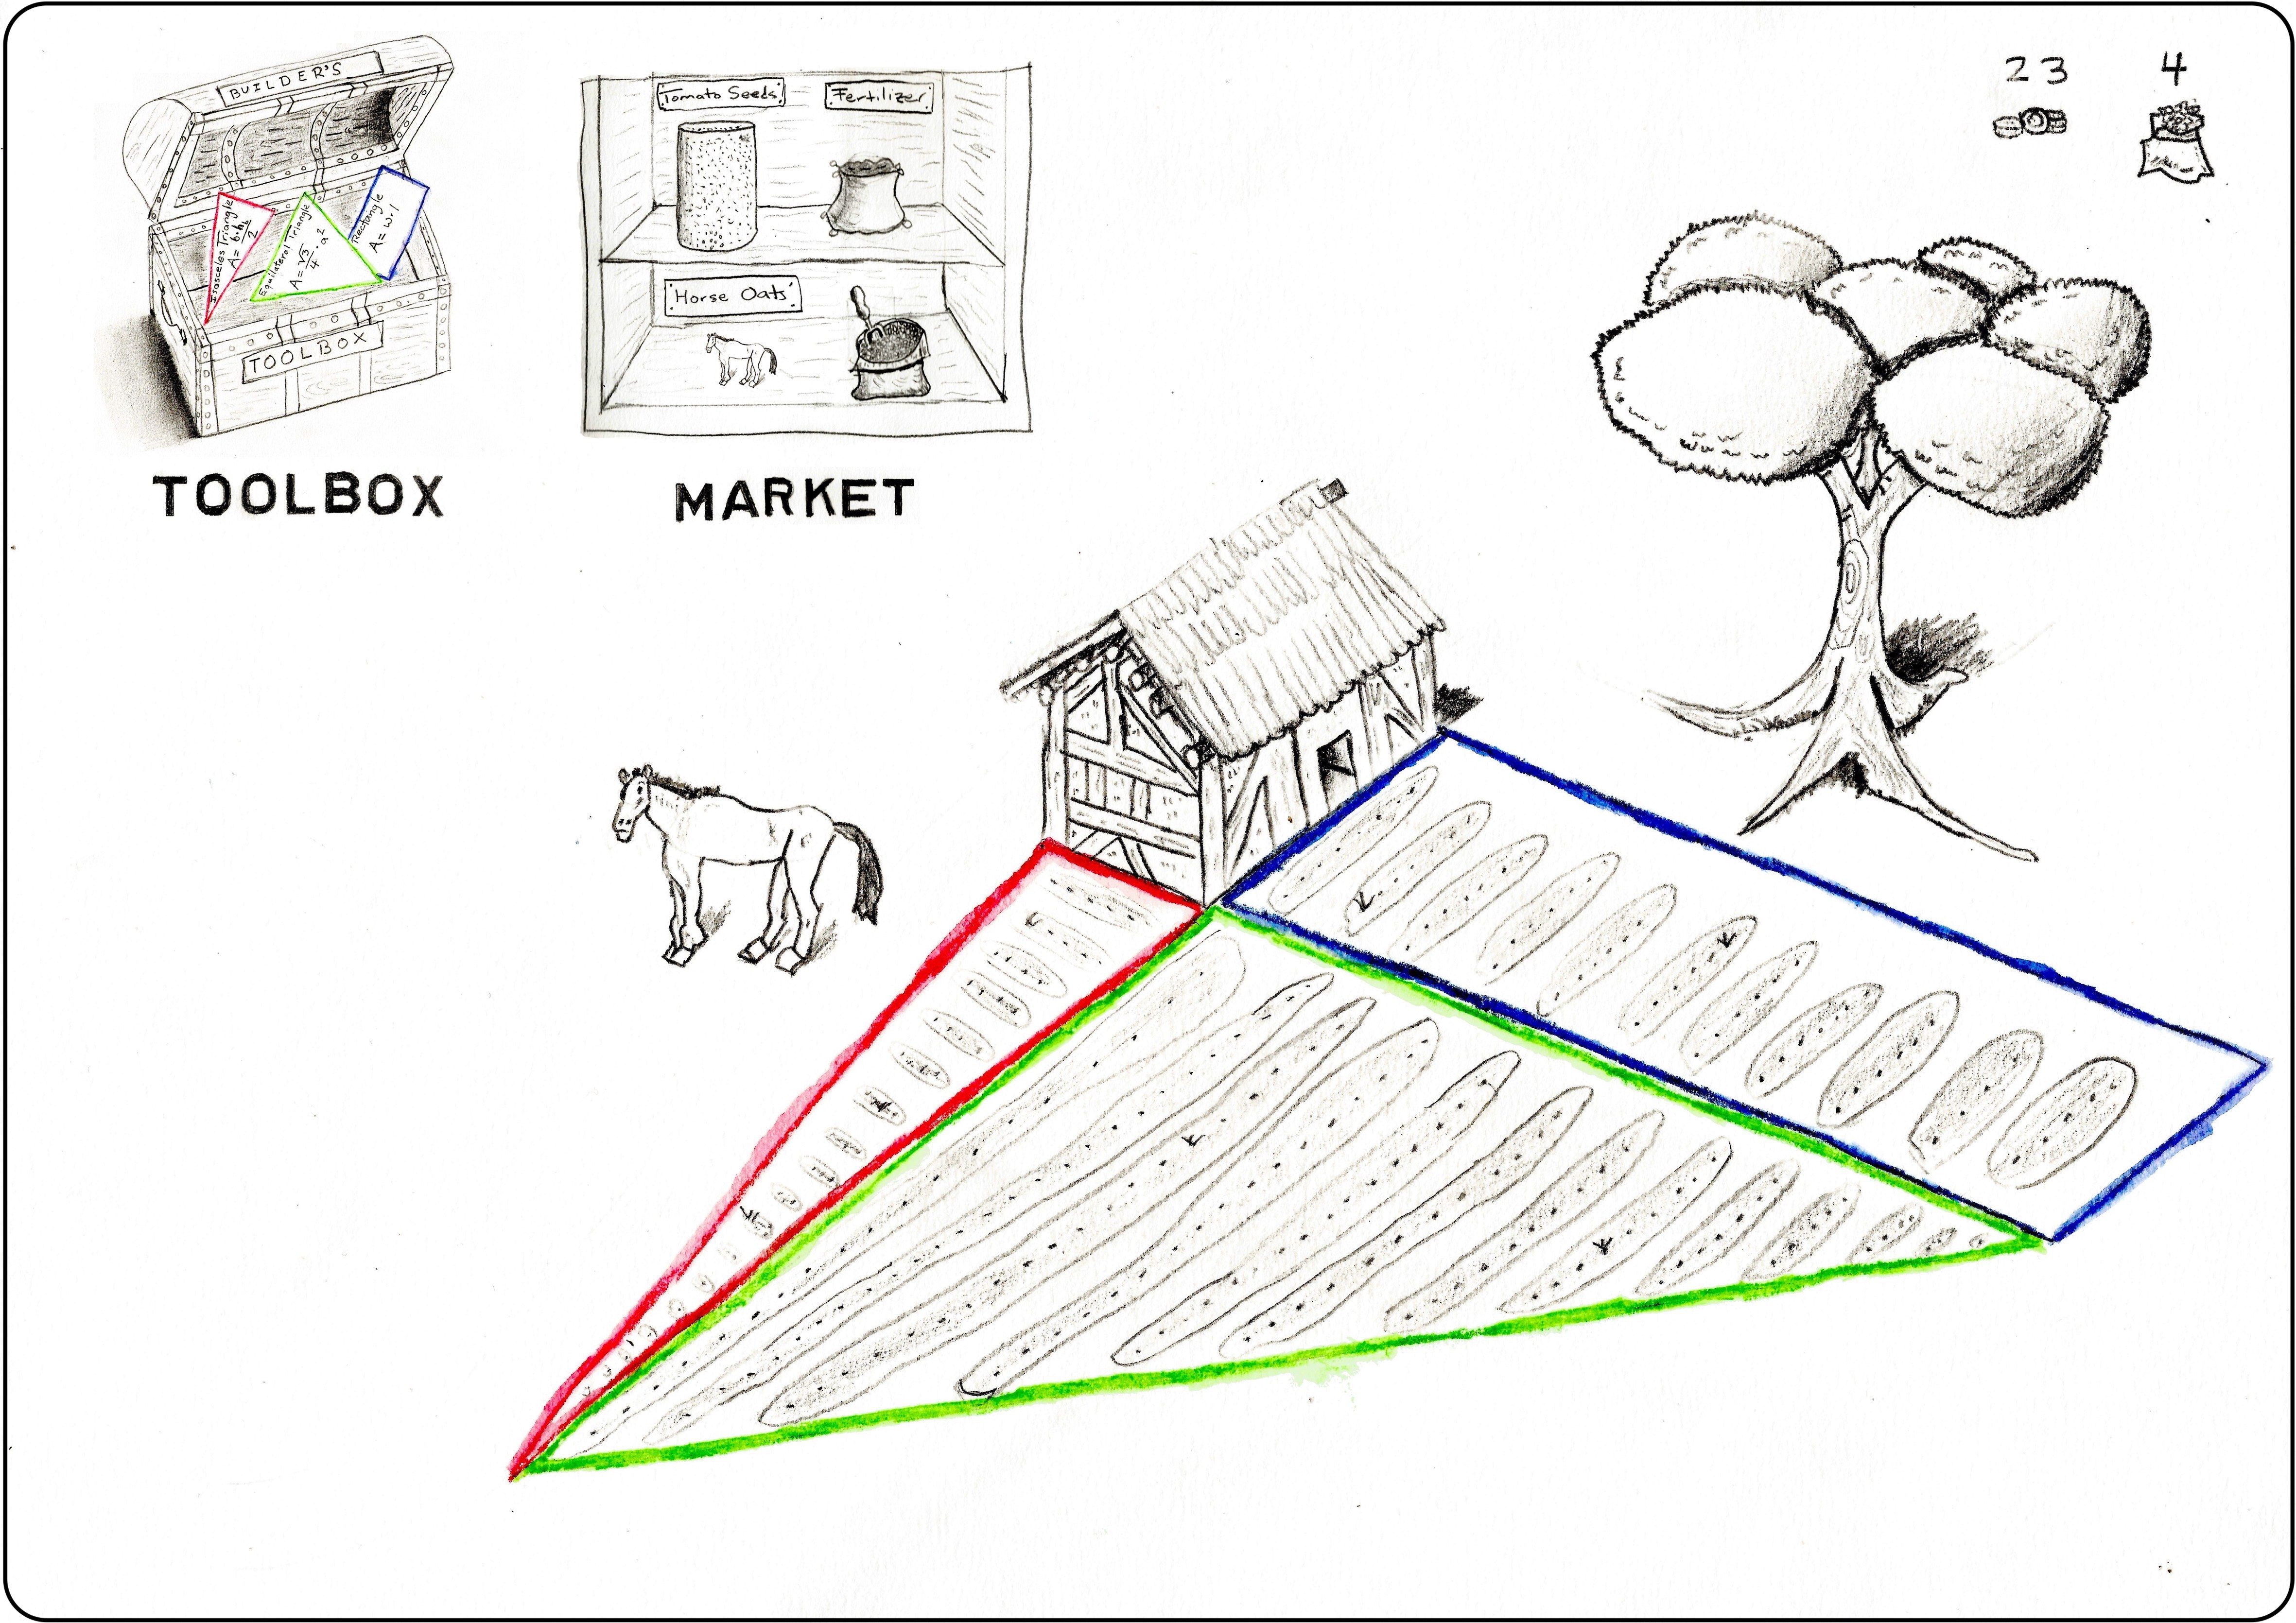 BUILDER'S
Isosceles Triangle
A = b·h_b/2
Equilateral Triangle
A = √3/4 · a²
Rectangle
A = w·l
TOOLBOX
TOOLBOX
Tomato Seeds
Fertilizer
Horse Oats
MARKET
23
4